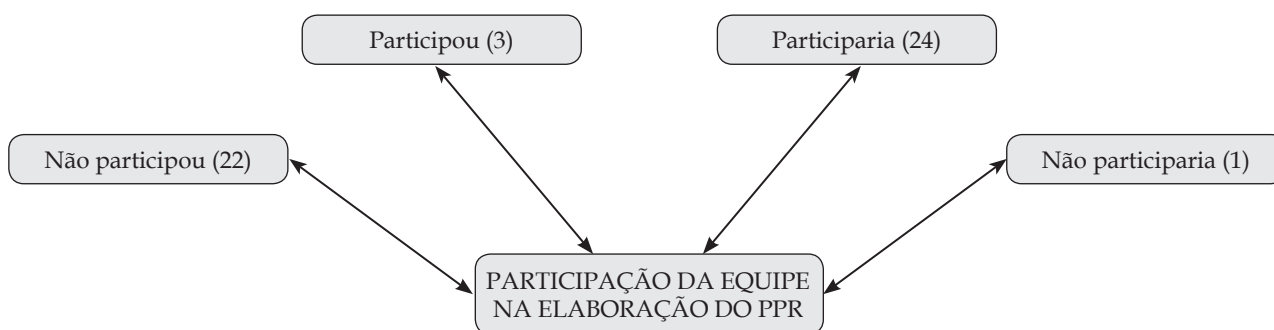 Participou (3)
Participaria (24)
Não participou (22)
Não participaria (1)
PARTICIPAÇÃO DA EQUIPE
NA ELABORAÇÃO DO PPR